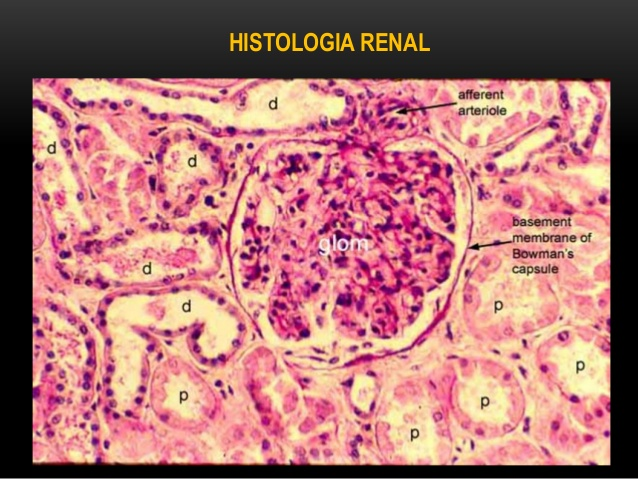 HISTOLOGIA RENAL
afferent
arteriole
d
d
d
glom
basement
membrane of
Bowman's
capsule
d
d
p
p
p
p
p